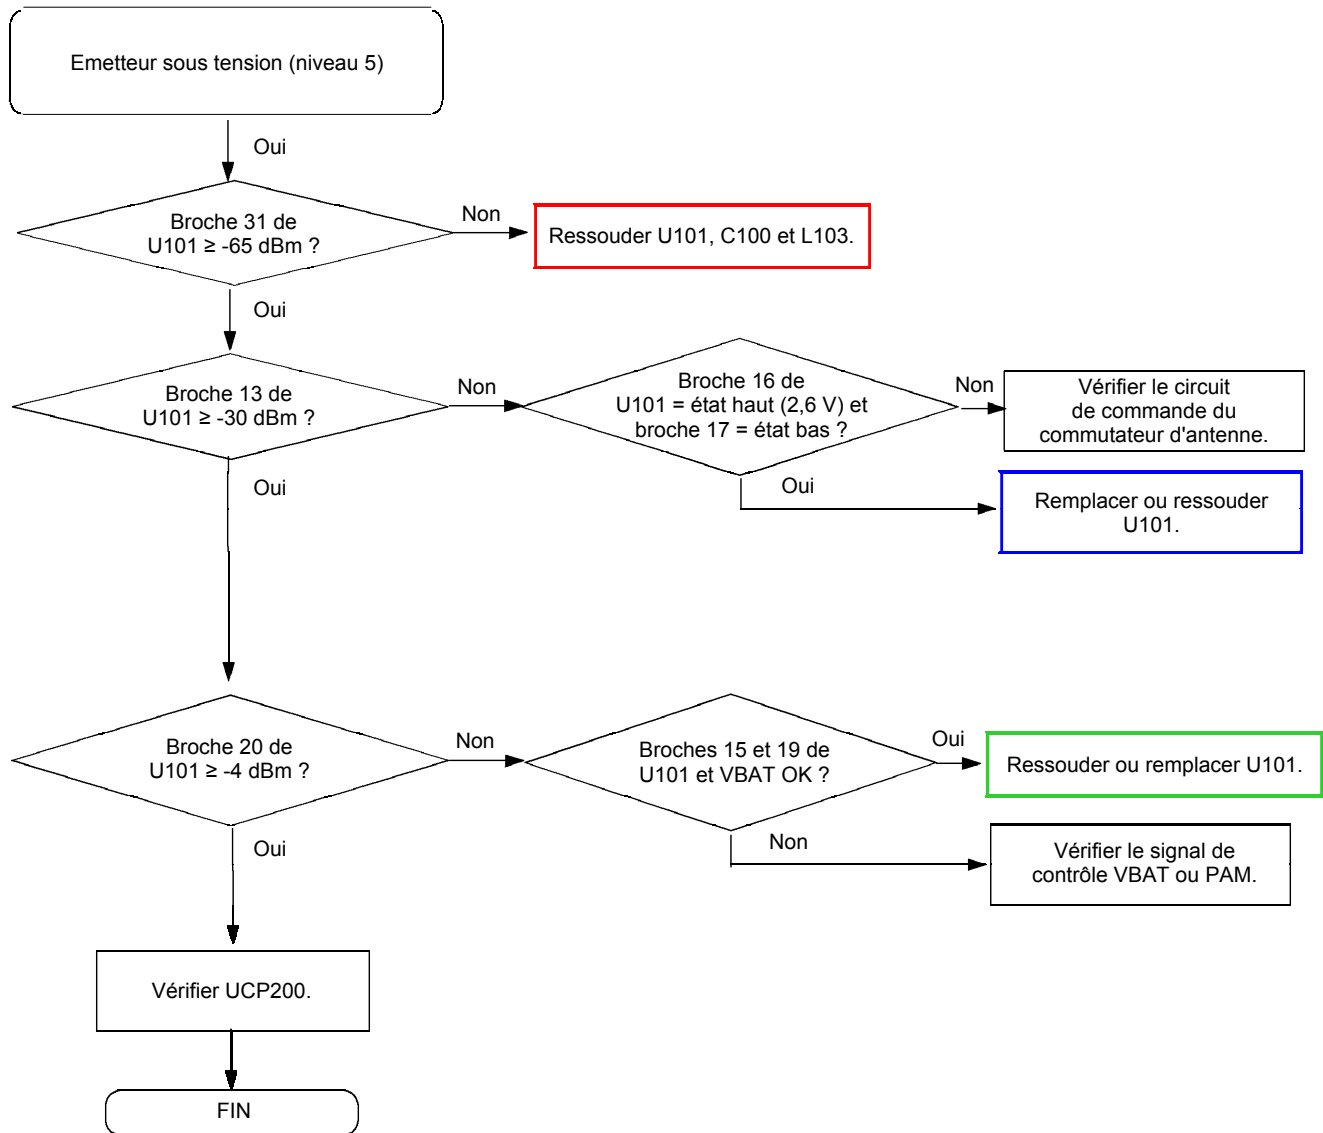 Emetteur sous tension (niveau 5)
Oui
Broche 31 de
U101 ≥ -65 dBm ?
Non
Ressouder U101, C100 et L103.
Oui
Broche 13 de
U101 ≥ -30 dBm ?
Non
Broche 16 de
U101 = état haut (2,6 V) et
broche 17 = état bas ?
Non
Vérifier le circuit
de commande du
commutateur d'antenne.
Oui
Oui
Remplacer ou ressouder
U101.
Broche 20 de
U101 ≥ -4 dBm ?
Non
Broches 15 et 19 de
U101 et VBAT OK ?
Oui
Ressouder ou remplacer U101.
Oui
Non
Vérifier le signal de
contrôle VBAT ou PAM.
Vérifier UCP200.
FIN